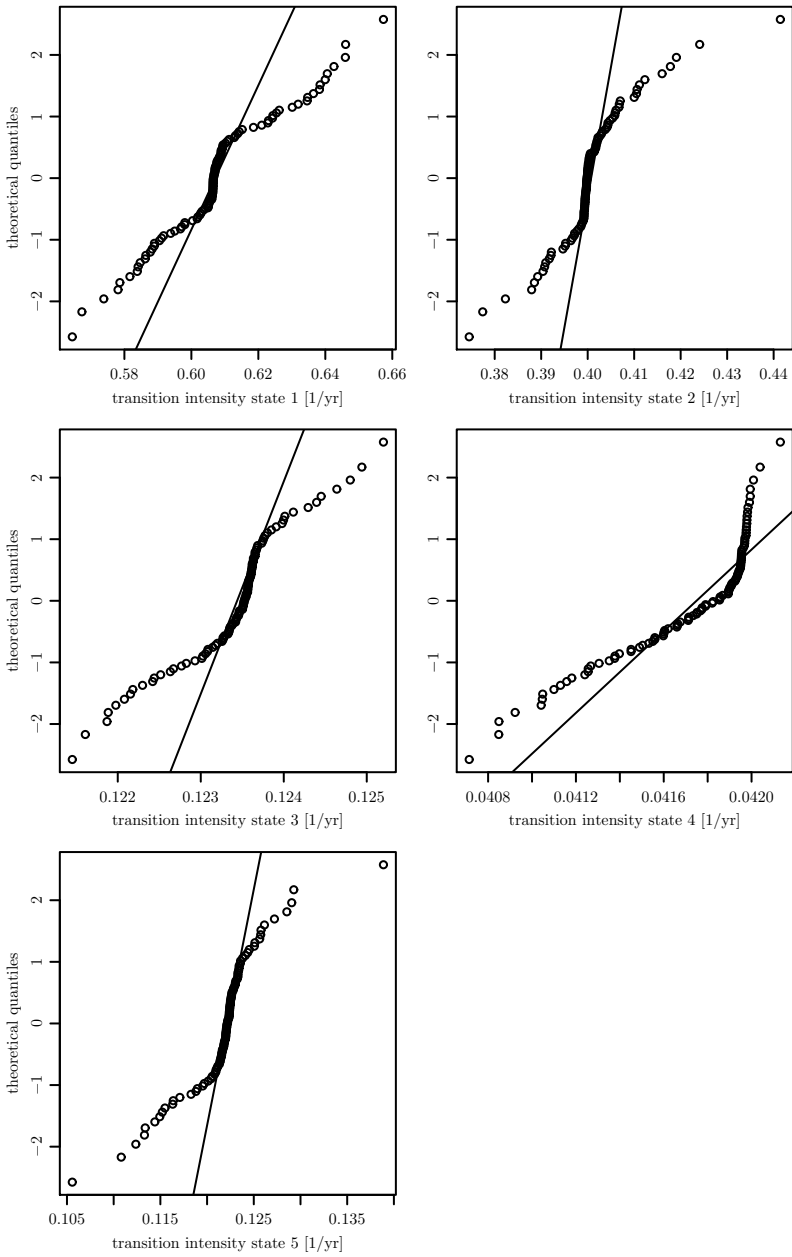 theoretical quantiles
2
1
0
−1
−2
0.58 0.60 0.62 0.64 0.66
transition intensity state 1 [1/yr]
2
1
0
−1
−2
0.38 0.39 0.40 0.41 0.42 0.43 0.44
transition intensity state 2 [1/yr]
theoretical quantiles
2
1
0
−1
−2
0.122 0.123 0.124 0.125
transition intensity state 3 [1/yr]
2
1
0
−1
−2
0.0408 0.0412 0.0416 0.0420
transition intensity state 4 [1/yr]
theoretical quantiles
2
1
0
−1
−2
0.105 0.115 0.125 0.135
transition intensity state 5 [1/yr]